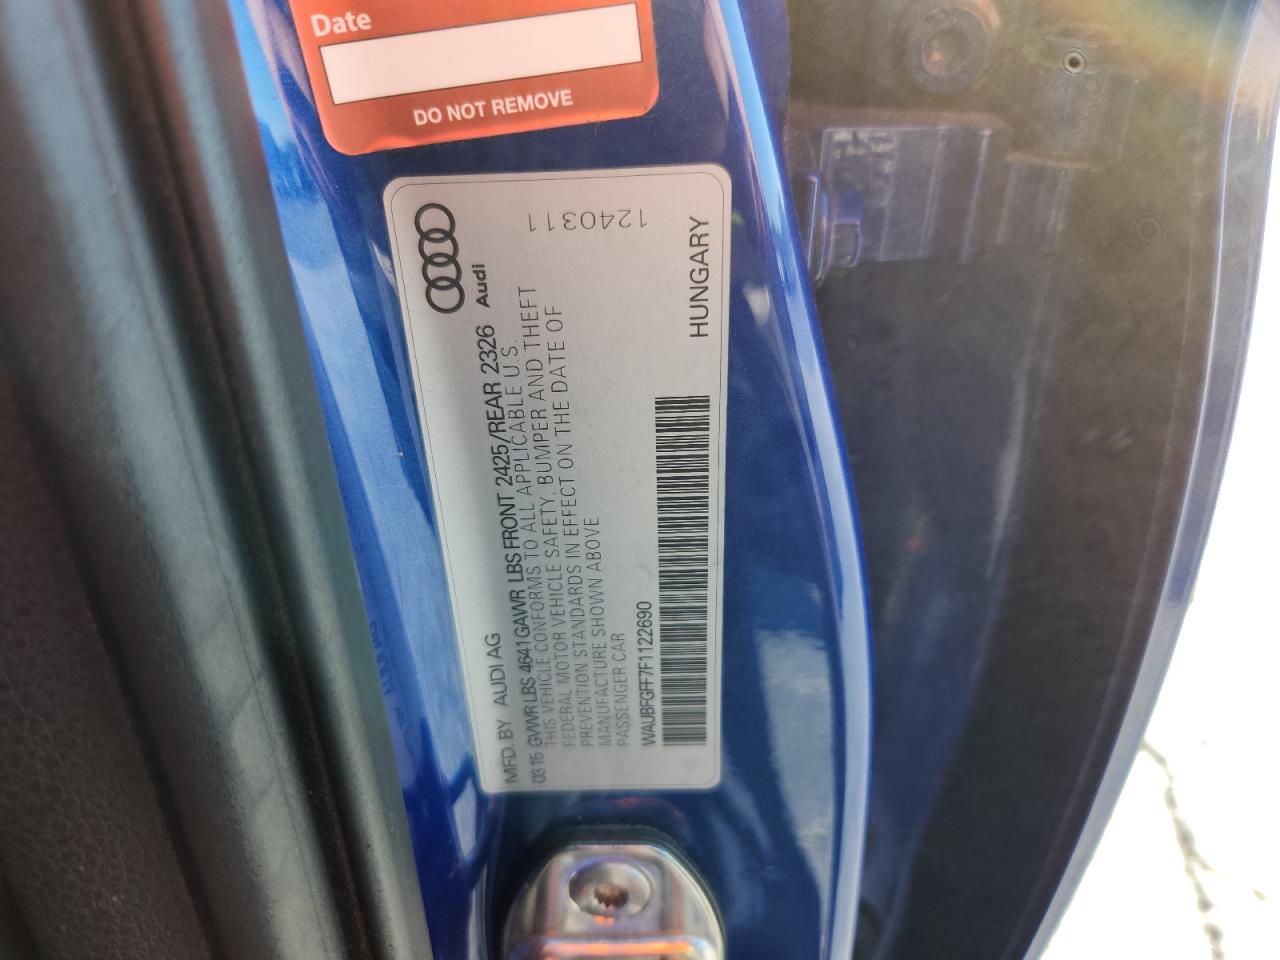 Date
DO NOT REMOVE
Audi
1240311
MFD. BY AUDI AG
03 15 GVWR LBS 4641 GAWR LBS FRONT 2425/REAR 2326
THIS VEHICLE CONFORMS TO ALL APPLICABLE U.S.
FEDERAL MOTOR VEHICLE SAFETY, BUMPER AND THEFT
PREVENTION STANDARDS IN EFFECT ON THE DATE OF
MANUFACTURE SHOWN ABOVE
PASSENGER CAR
WAUBFGFF7F1122690
HUNGARY